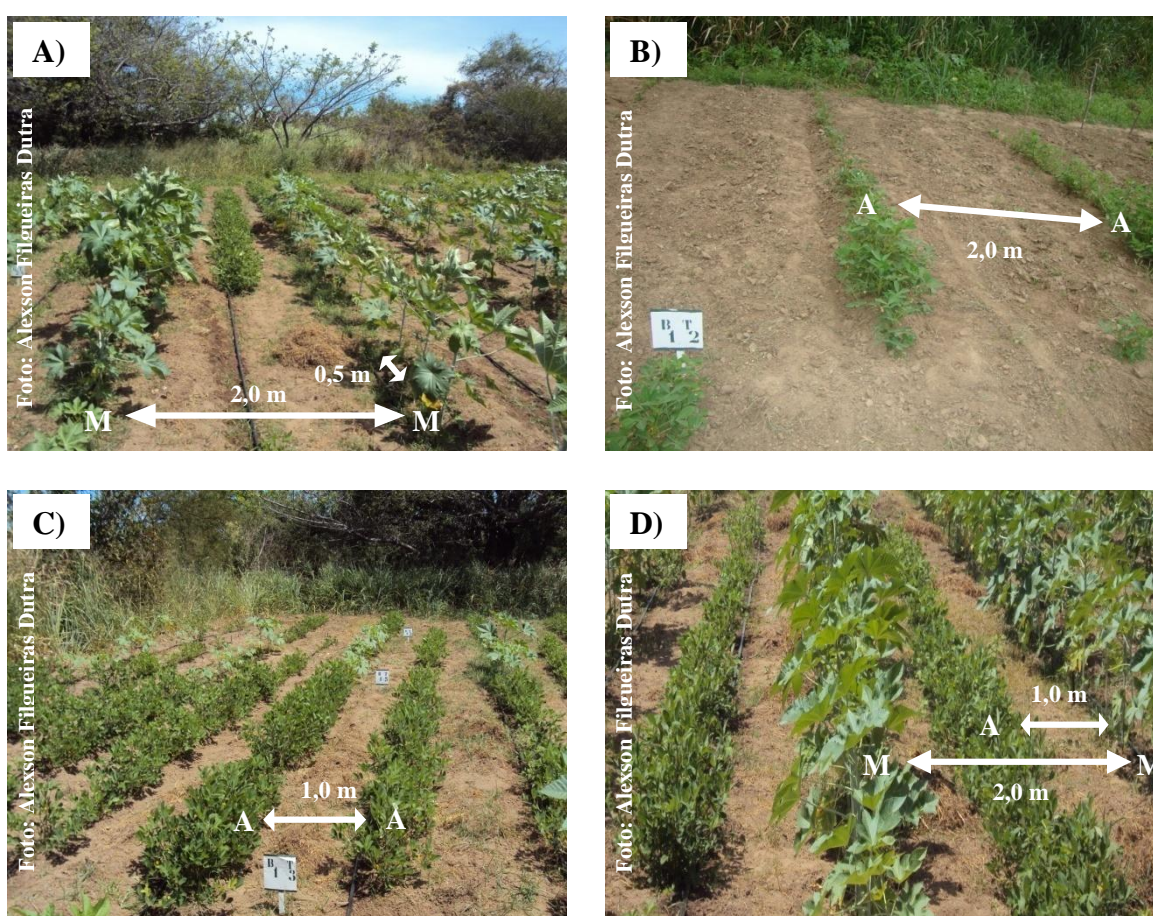 A)
Foto: Alexson Filgueiras Dutra
0,5 m
2,0 m
M
M
B)
Foto: Alexson Filgueiras Dutra
A
A
2,0 m
B T
1 2
C)
Foto: Alexson Filgueiras Dutra
1,0 m
A
A
B T
1 3
D)
Foto: Alexson Filgueiras Dutra
1,0 m
A
M
M
2,0 m